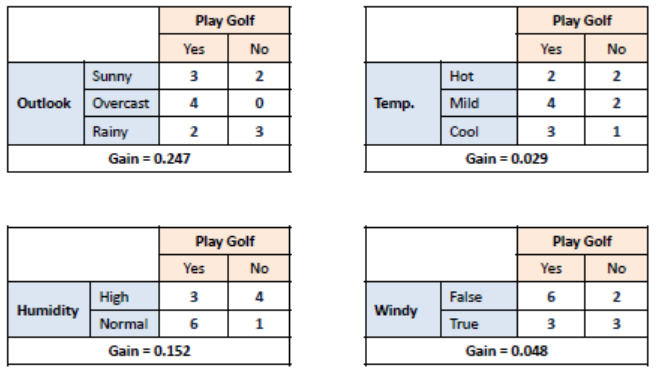 Play Golf
Yes No
Outlook Sunny 3 2
Overcast 4 0
Rainy 2 3
Gain = 0.247
Play Golf
Yes No
Temp. Hot 2 2
Mild 4 2
Cool 3 1
Gain = 0.029
Play Golf
Yes No
Humidity High 3 4
Normal 6 1
Gain = 0.152
Play Golf
Yes No
Windy False 6 2
True 3 3
Gain = 0.048